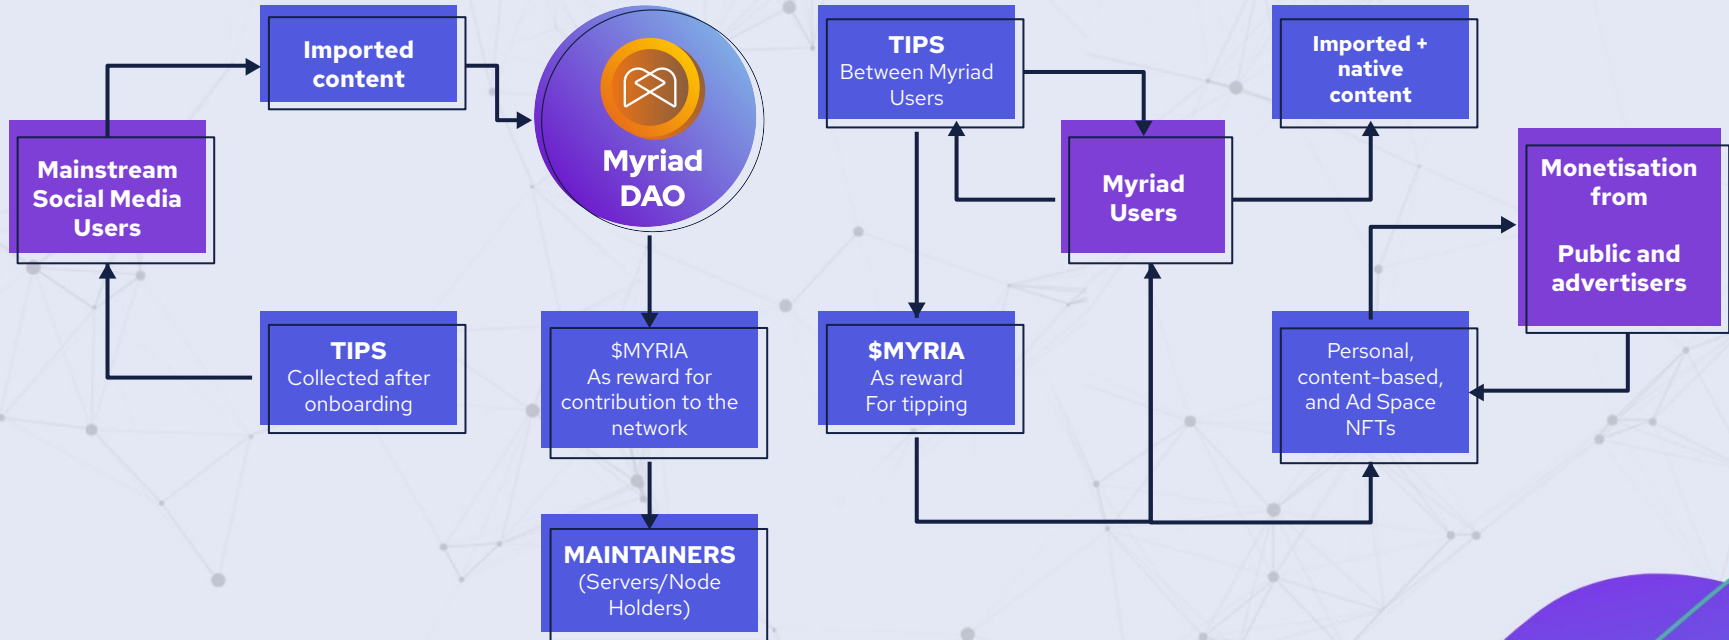 Imported
content
Mainstream
Social Media
Users
TIPS
Collected after
onboarding
Myriad
DAO
$MYRIA
As reward for
contribution to the
network
MAINTAINERS
(Servers/Node
Holders)
TIPS
Between Myriad
Users
$MYRIA
As reward
For tipping
Myriad
Users
Imported +
native
content
Personal,
content-based,
and Ad Space
NFTs
Monetisation
from
Public and
advertisers